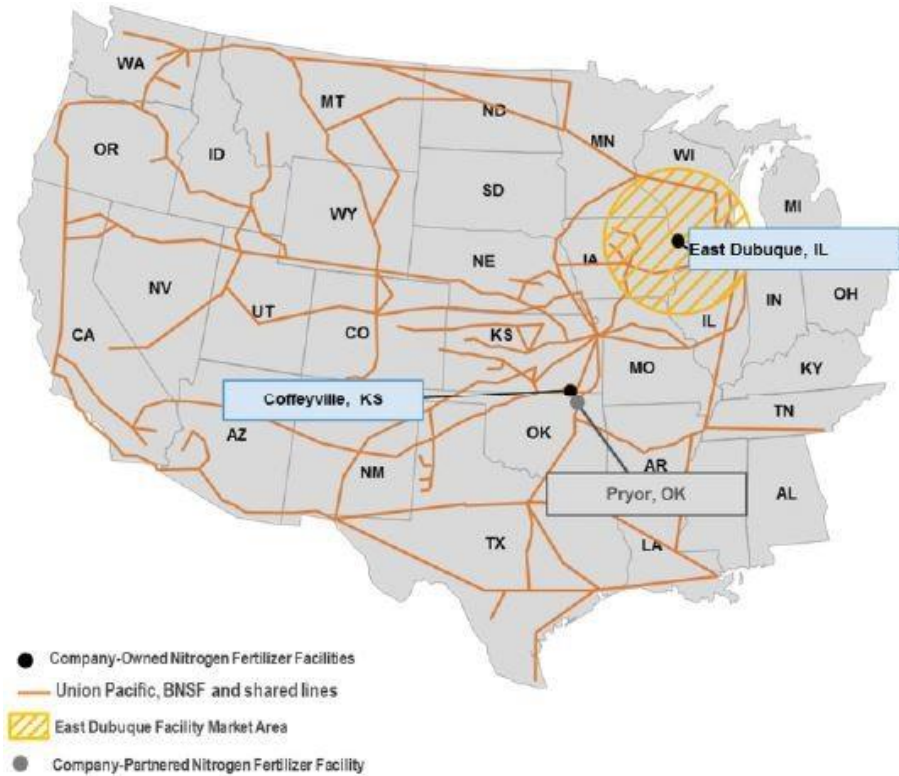 WA
MT
ND
MN
OR
ID
WI
SD
WY
MI
East Dubuque, IL
IA
NE
NV
UT
IN
OH
IL
CA
CO
KS
MO
KY
Coffeyville, KS
TN
AZ
OK
NM
AR
Pryor, OK
AL
TX
LA
Company-Owned Nitrogen Fertilizer Facilities
Union Pacific, BNSF and shared lines
East Dubuque Facility Market Area
Company-Partnered Nitrogen Fertilizer Facility